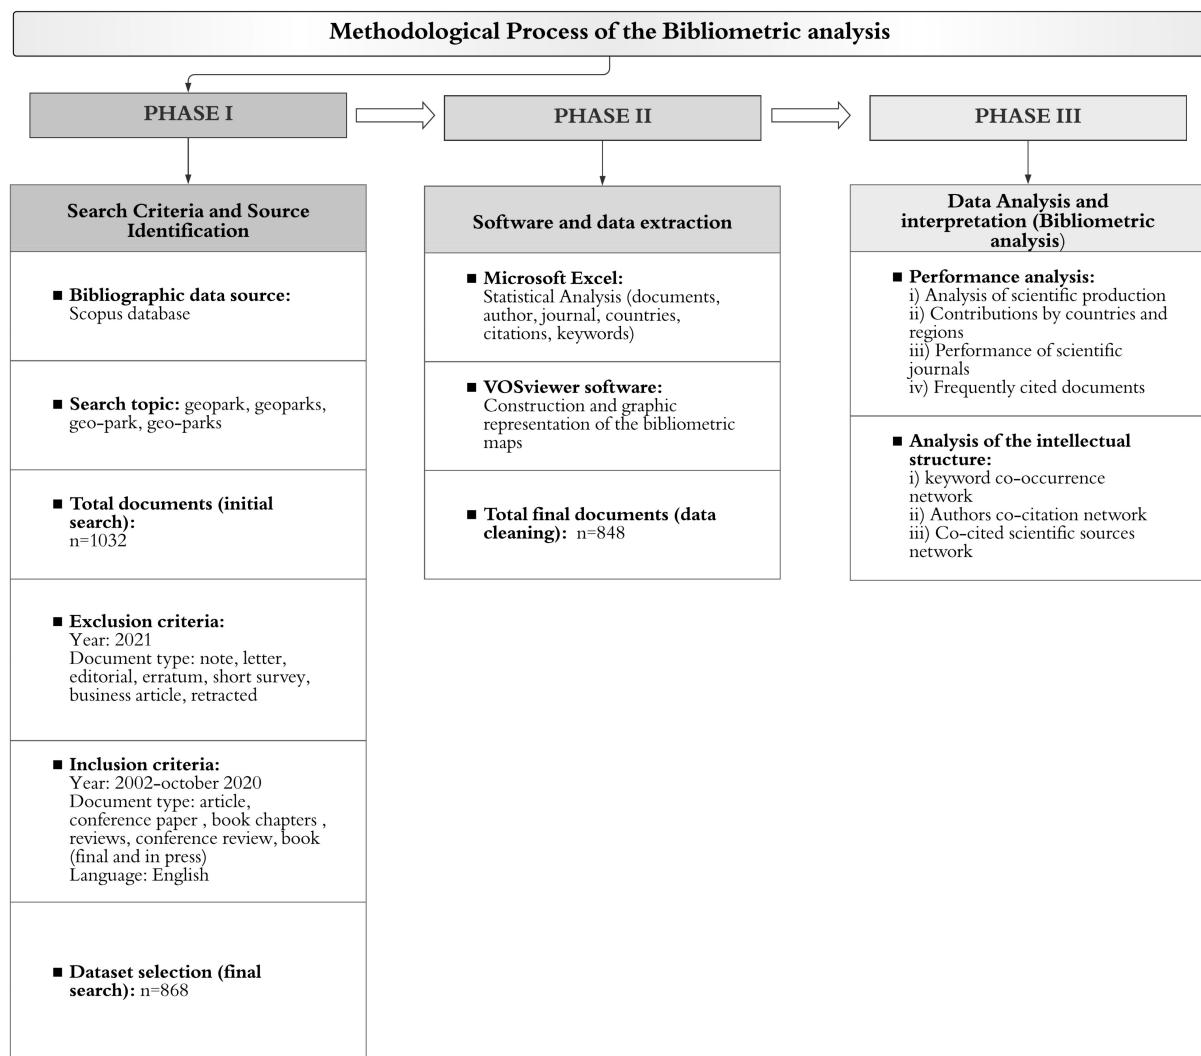 Methodological Process of the Bibliometric analysis
PHASE I
PHASE II
PHASE III
Search Criteria and Source
Identification
■ Bibliographic data source:
Scopus database
■ Search topic: geopark, geoparks,
geo-park, geo-parks
■ Total documents (initial
search):
n=1032
■ Exclusion criteria:
Year: 2021
Document type: note, letter,
editorial, erratum, short survey,
business article, retracted
■ Inclusion criteria:
Year: 2002-october 2020
Document type: article,
conference paper , book chapters ,
reviews, conference review, book
(final and in press)
Language: English
■ Dataset selection (final
search): n=868
Software and data extraction
■ Microsoft Excel:
Statistical Analysis (documents,
author, journal, countries,
citations, keywords)
■ VOSviewer software:
Construction and graphic
representation of the bibliometric
maps
■ Total final documents (data
cleaning): n=848
Data Analysis and
interpretation (Bibliometric
analysis)
■ Performance analysis:
i) Analysis of scientific production
ii) Contributions by countries and
regions
iii) Performance of scientific
journals
iv) Frequently cited documents
■ Analysis of the intellectual
structure:
i) keyword co-occurrence
network
ii) Authors co-citation network
iii) Co-cited scientific sources
network